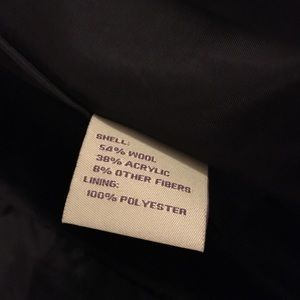 SHELL:
54% WOOL
38% ACRYLIC
8% OTHER FIBERS
LINING:
100% POLYESTER